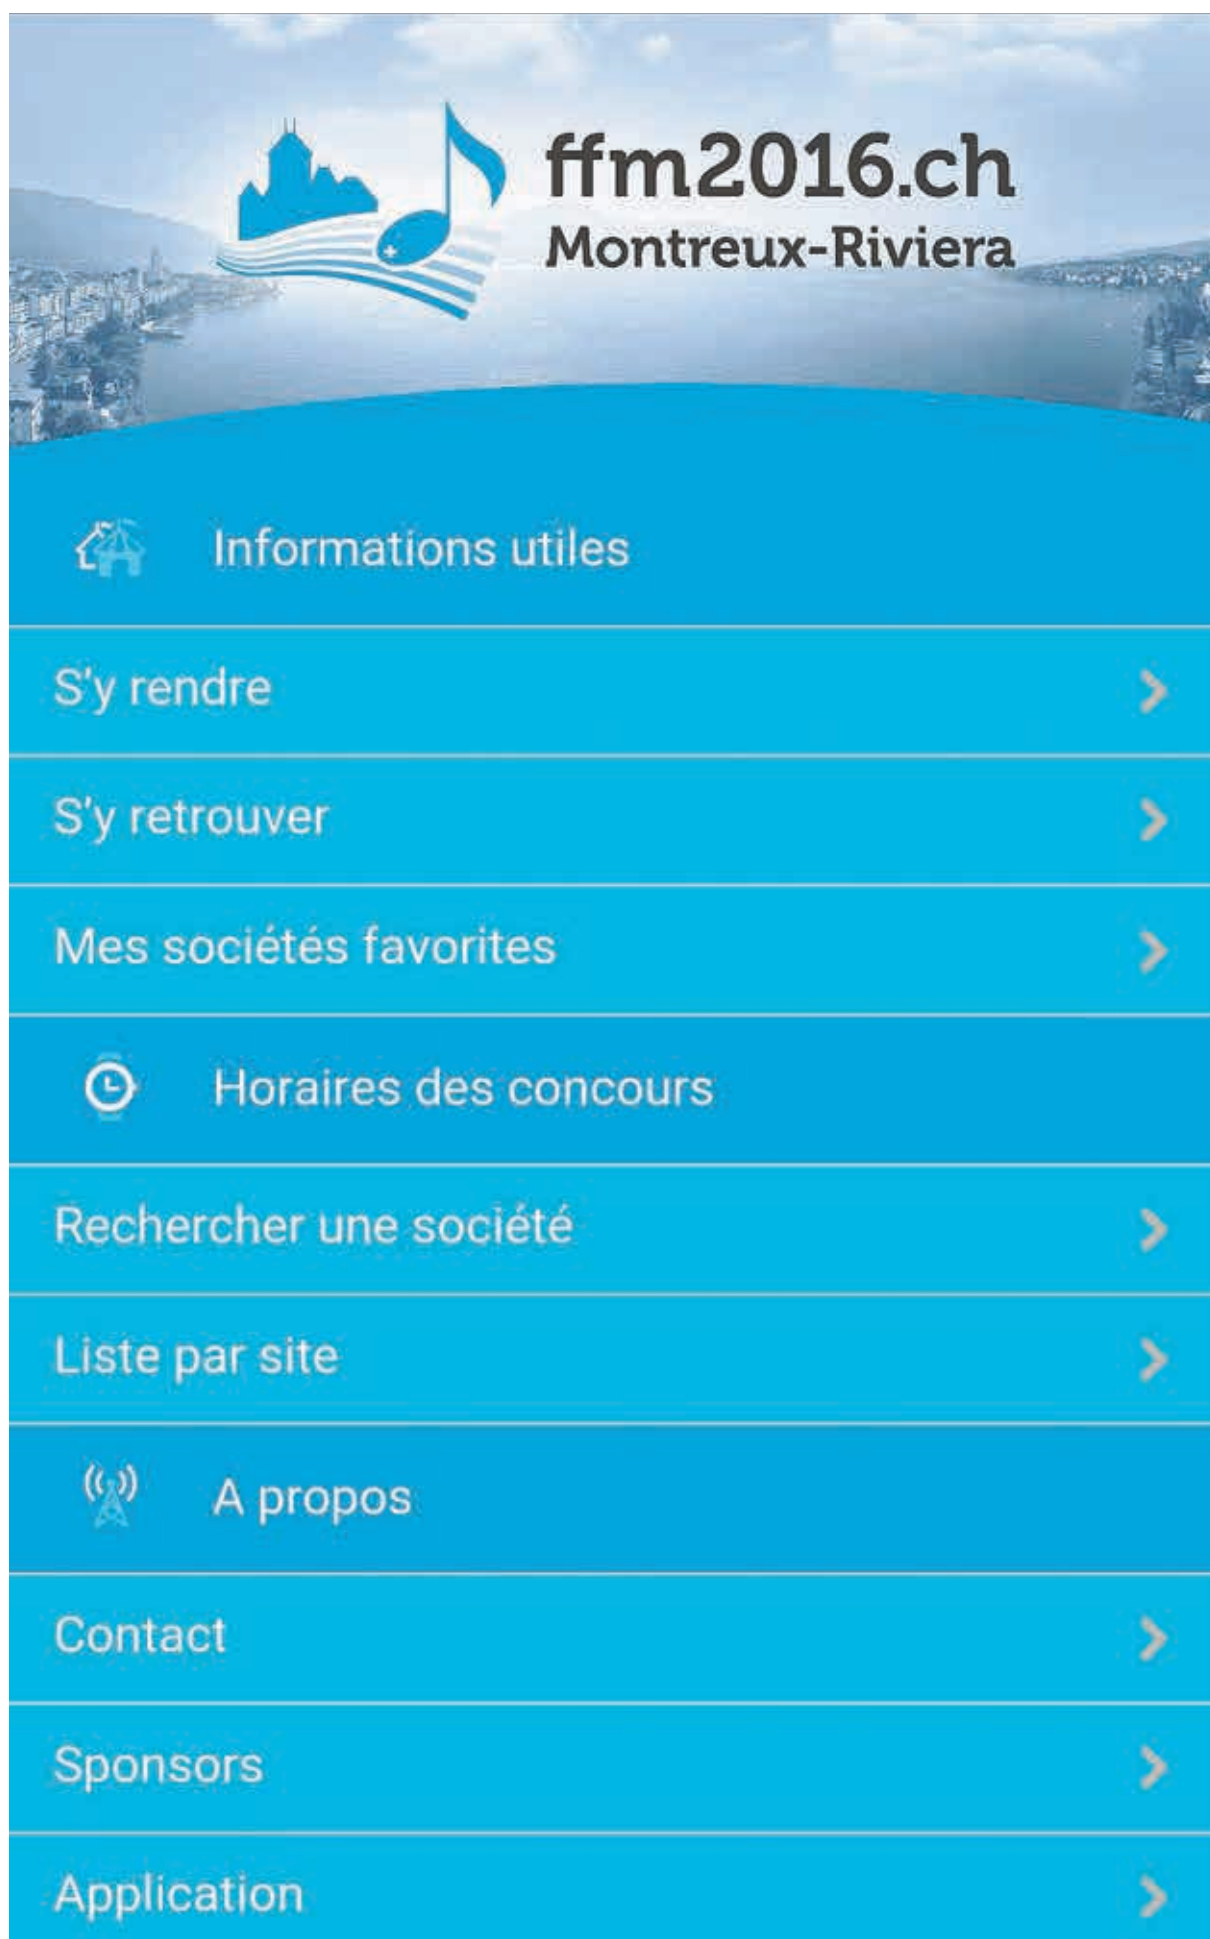 ffm2016.ch
Montreux-Riviera
Informations utiles
S'y rendre
S'y retrouver
Mes sociétés favorites
Horaires des concours
Rechercher une société
Liste par site
A propos
Contact
Sponsors
Application